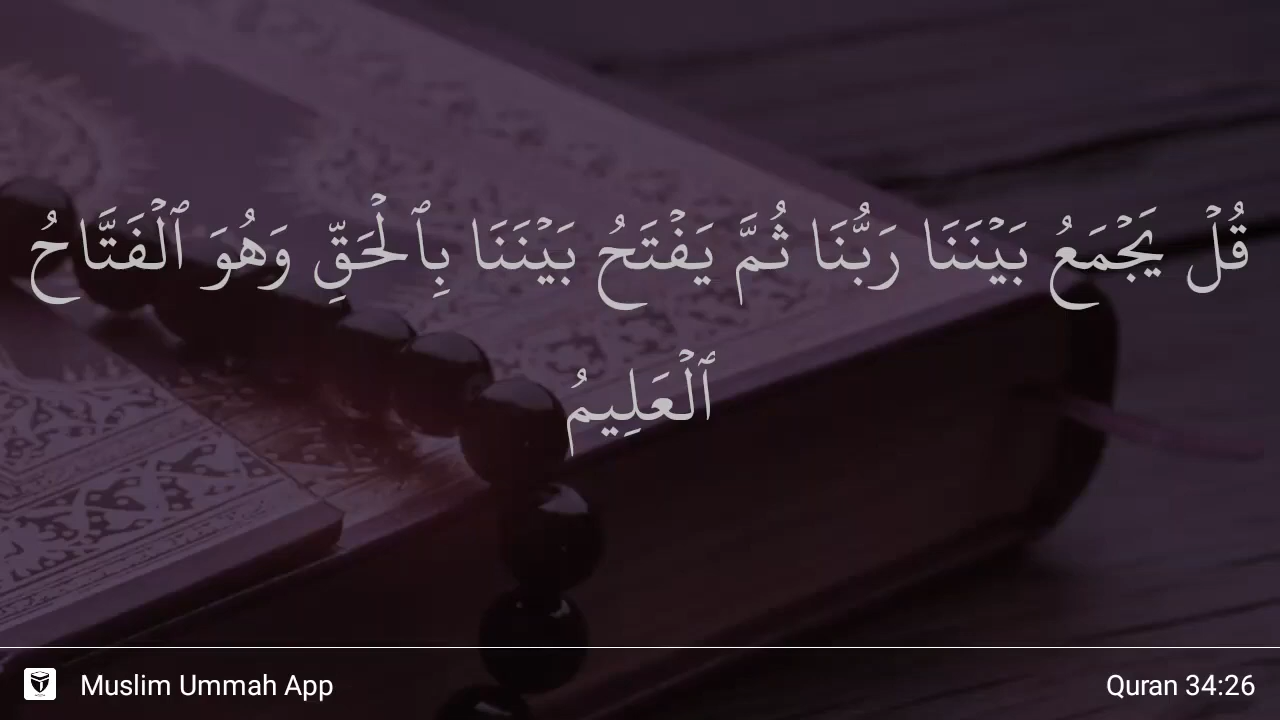 قُلْ يَجْمَعُ بَيْنَنَا رَبُّنَا ثُمَّ يَفْتَحُ بَيْنَنَا بِٱلْحَقِّ وَهُوَ ٱلْفَتَّاحُ
ٱلْعَلِيمُ
Muslim Ummah App
Quran 34:26